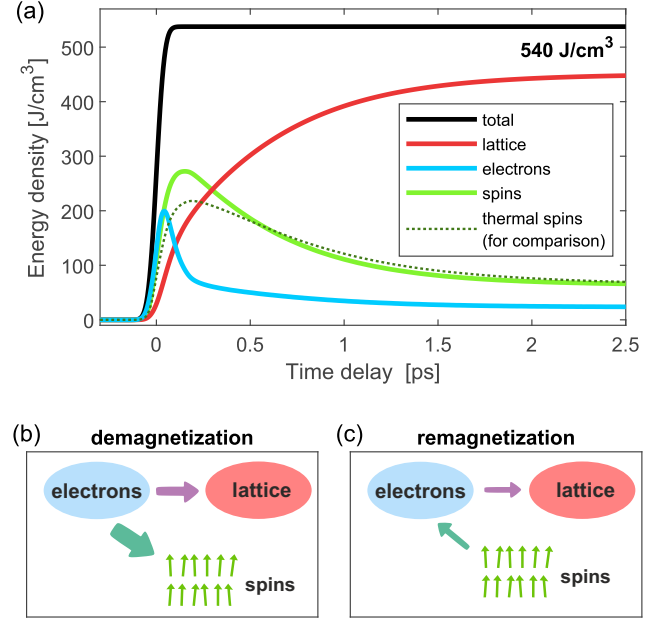 (a)
540 J/cm³
Energy density [J/cm³]
500
400
300
200
100
0
total
lattice
electrons
spins
thermal spins
(for comparison)
0
0.5
1
1.5
2
2.5
Time delay [ps]
(b)
demagnetization
electrons
lattice
spins
(c)
remagnetization
electrons
lattice
spins